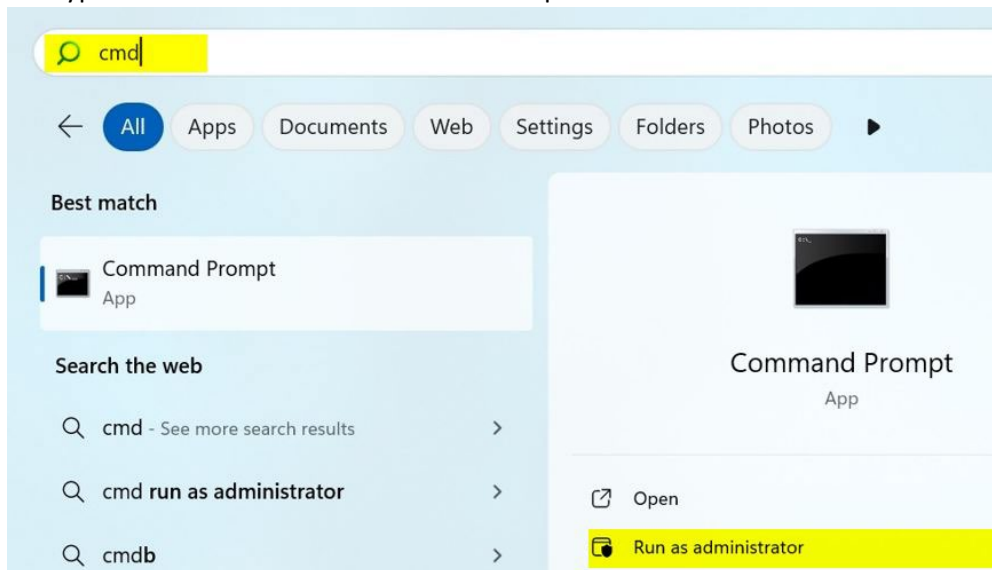 cmd
All Apps Documents Web Settings Folders Photos
Best match
Command Prompt
App
Search the web
cmd - See more search results
cmd run as administrator
cmdb
Command Prompt
App
Open
Run as administrator